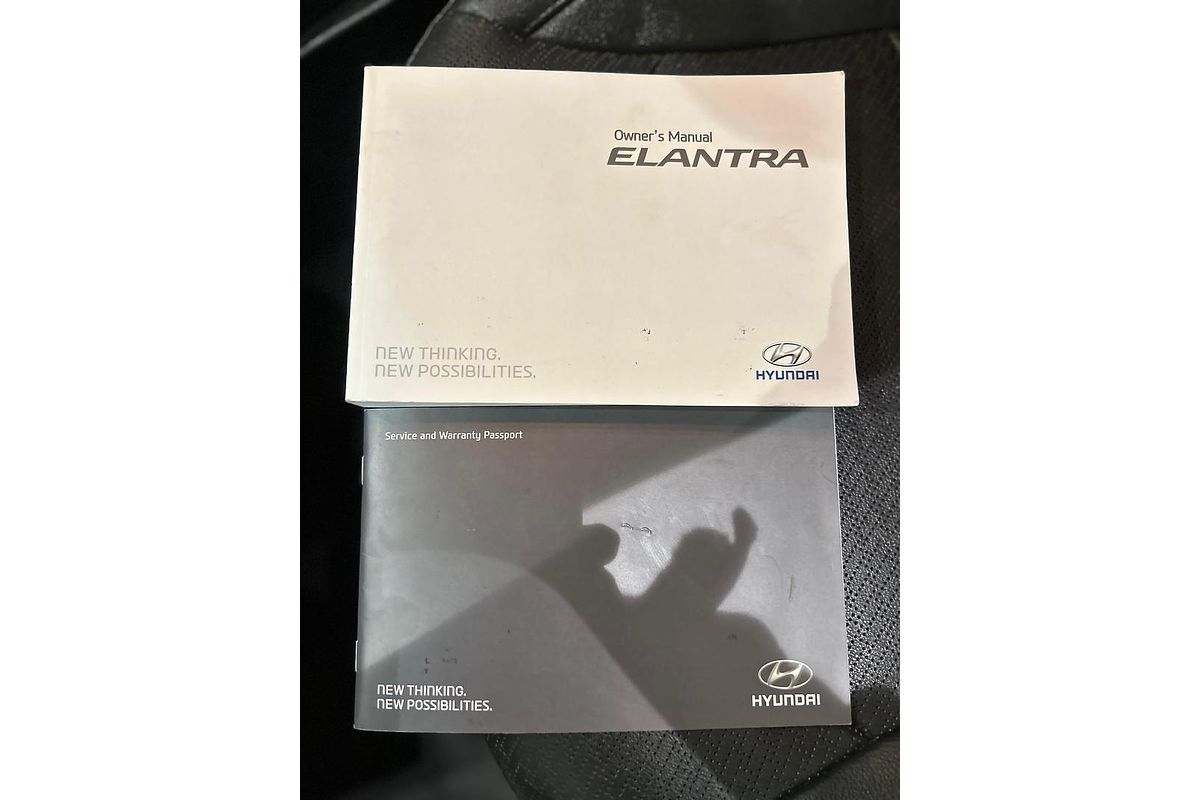 Owner's Manual
ELANTRA
NEW THINKING.
NEW POSSIBILITIES.
HYUNDAI
Service and Warranty Passport
NEW THINKING.
NEW POSSIBILITIES.
HYUNDAI